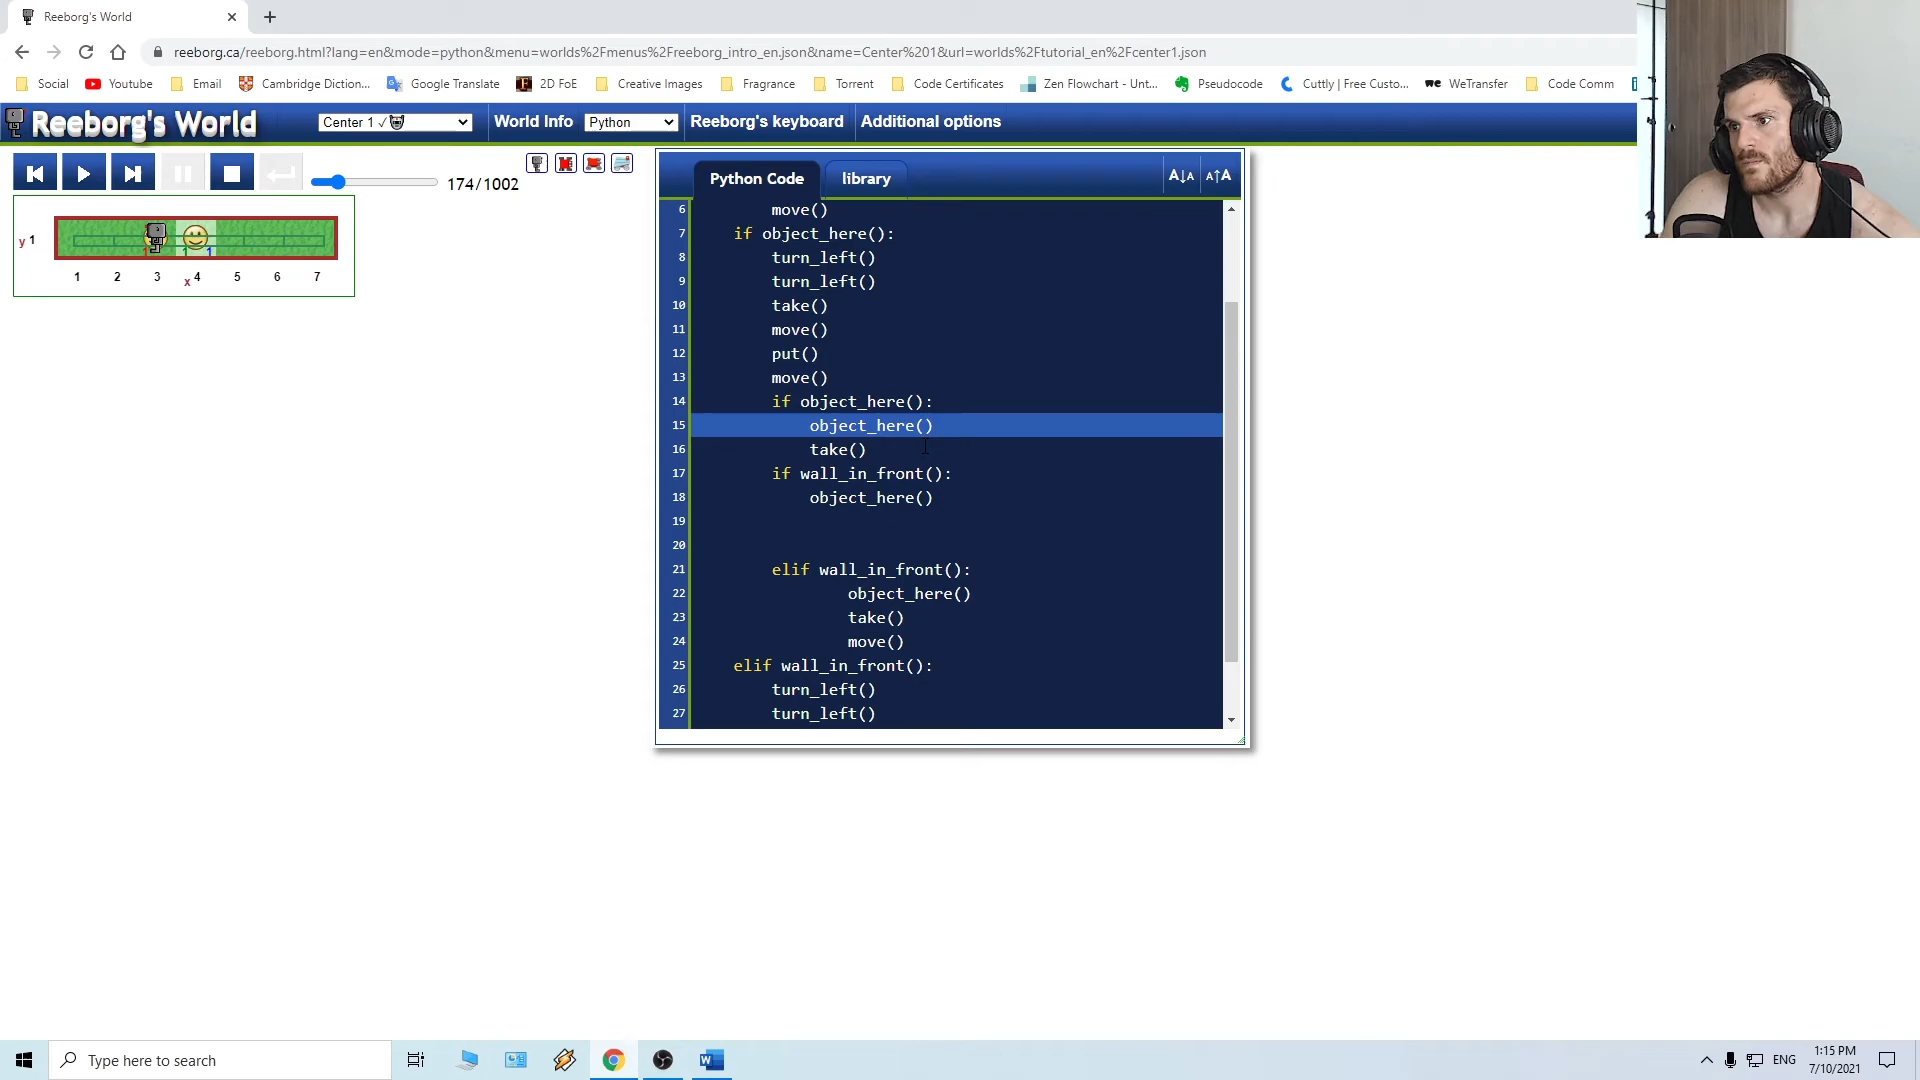 Reeborg's World
reeborg.ca/reeborg.html?lang=en&mode=python&menu=worlds%2Fmenus%2Freeborg_intro_en.json&name=Center%201&url=worlds%2Ftutorial_en%2Fcenter1.json
Social Youtube Email Cambridge Diction... Google Translate 2D FoE Creative Images Fragrance Torrent Code Certificates Zen Flowchart - Unt... Pseudocode Cuttly | Free Custo... WeTransfer Code Comm
Reeborg's World Center 1 ✓ World Info Python Reeborg's keyboard Additional options
174/1002
Python Code library A↓A A↑A
y 1
1 2 3 x 4 5 6 7
6 move()
7 if object_here():
8 turn_left()
9 turn_left()
10 take()
11 move()
12 put()
13 move()
14 if object_here():
15 object_here()
16 take()
17 if wall_in_front():
18 object_here()
19
20
21 elif wall_in_front():
22 object_here()
23 take()
24 move()
25 elif wall_in_front():
26 turn_left()
27 turn_left()
Type here to search
ENG
1:15 PM
7/10/2021